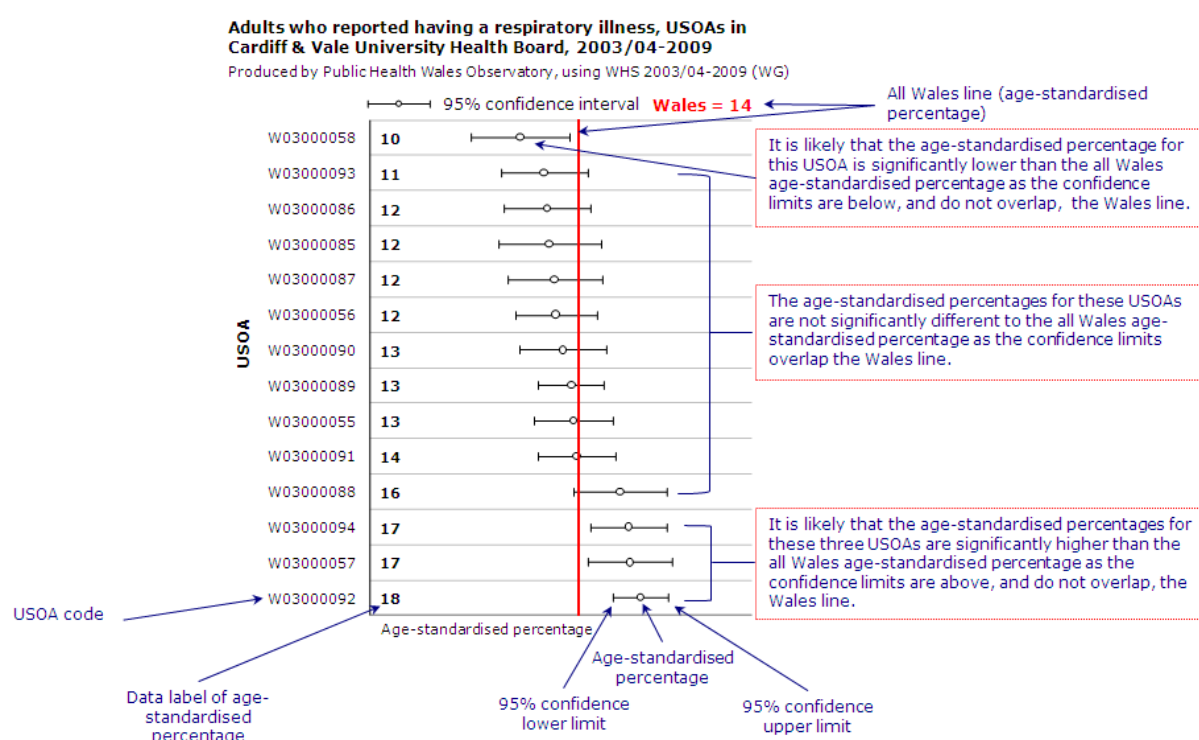 Adults who reported having a respiratory illness, USOAs in
Cardiff & Vale University Health Board, 2003/04-2009
Produced by Public Health Wales Observatory, using WHS 2003/04-2009 (WG)
95% confidence interval Wales = 14
All Wales line (age-standardised
percentage)
It is likely that the age-standardised percentage for
this USOA is significantly lower than the all Wales
age-standardised percentage as the confidence
limits are below, and do not overlap, the Wales line.
The age-standardised percentages for these USOAs
are not significantly different to the all Wales age-
standardised percentage as the confidence limits
overlap the Wales line.
It is likely that the age-standardised percentages for
these three USOAs are significantly higher than the
all Wales age-standardised percentage as the
confidence limits are above, and do not overlap, the
Wales line.
USOA
W03000058 10
W03000093 11
W03000086 12
W03000085 12
W03000087 12
W03000056 12
W03000090 13
W03000089 13
W03000055 13
W03000091 14
W03000088 16
W03000094 17
W03000057 17
W03000092 18
Age-standardised percentage
USOA code
Data label of age-
standardised
percentage
95% confidence
lower limit
Age-standardised
percentage
95% confidence
upper limit